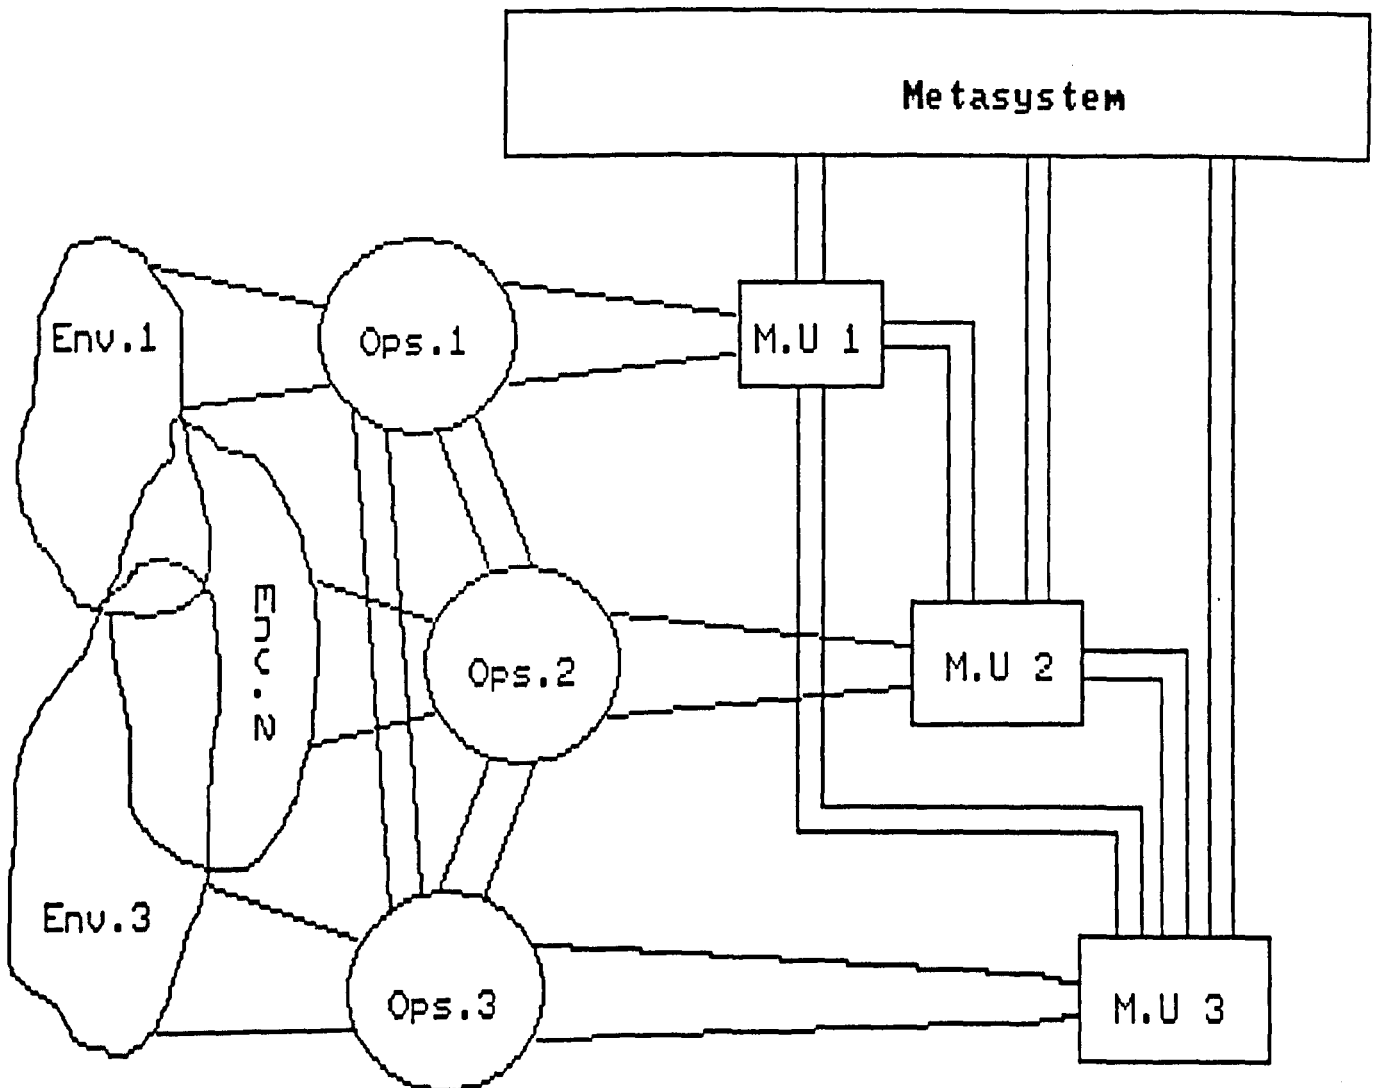 Metasystem
Env.1
Ops.1
M.U 1
Env.2
Ops.2
M.U 2
Env.3
Ops.3
M.U 3